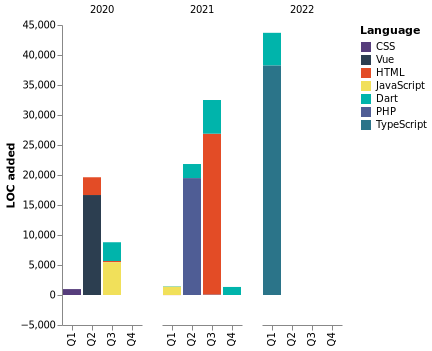 2020 2021 2022
Language
CSS
Vue
HTML
JavaScript
Dart
PHP
TypeScript
LOC added
45,000
40,000
35,000
30,000
25,000
20,000
15,000
10,000
5,000
0
−5,000
Q1 Q2 Q3 Q4 Q1 Q2 Q3 Q4 Q1 Q2 Q3 Q4